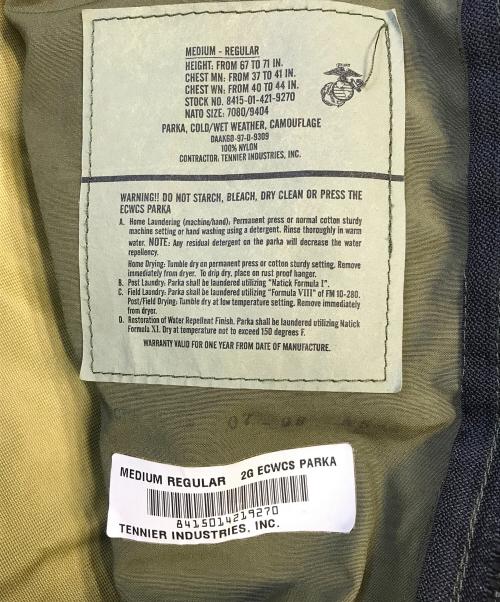 MEDIUM - REGULAR
HEIGHT: FROM 67 TO 71 IN.
CHEST MN: FROM 37 TO 41 IN.
CHEST WN: FROM 40 TO 44 IN.
STOCK NO. 8415-01-421-9270
NATO SIZE: 7080/9404
PARKA, COLD/WET WEATHER, CAMOUFLAGE
DAAK60-97-D-9309
100% NYLON
CONTRACTOR: TENNIER INDUSTRIES, INC.
WARNING!! DO NOT STARCH, BLEACH, DRY CLEAN OR PRESS THE
ECWCS PARKA
A. Home Laundering (machine/hand), Permanent press or normal cotton sturdy
machine setting or hand washing using a detergent. Rinse thoroughly in warm
water. NOTE: Any residual detergent on the parka will decrease the water
repellency.
Home Drying: Tumble dry on permanent press or cotton sturdy setting. Remove
immediately from dryer. To drip dry, place on rust proof hanger.
B. Post Laundry: Parka shall be laundered utilizing "Natick Formula I".
C. Field Laundry: Parka shall be laundered utilizing "Formula VIII" of FM 10-280.
Post/Field Drying: Tumble dry at low temperature setting. Remove immediately
from dryer.
D. Restoration of Water Repellent Finish. Parka shall be laundered utilizing Natick
Formula XI. Dry at temperature not to exceed 150 degrees F.
WARRANTY VALID FOR ONE YEAR FROM DATE OF MANUFACTURE.
MEDIUM REGULAR 2G ECWCS PARKA
8415014219270
TENNIER INDUSTRIES, INC.